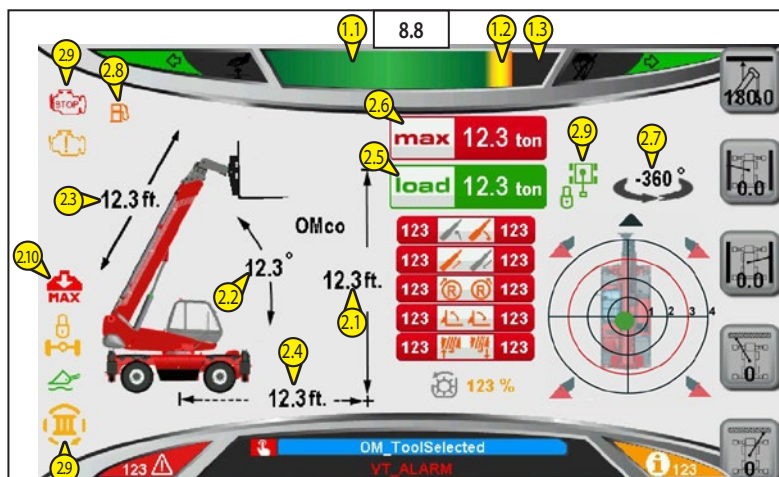 1.1 8.8 1.2 1.3
29 2.8
STOP
2.6 max 12.3 ton
2.9
2.7
180.0
2.5 load 12.3 ton
-360 °
2.3 12.3 ft.
OMco
0.0
123 123
123 123
2.10
MAX
12.3 °
2.2
12.3 ft.
2.1
123 R R 123
1 2 3 4
0.0
123 123
2.4
123 123
12.3 ft.
123 %
0
29
OM_ToolSelected
123
VT_ALARM
i 123
0